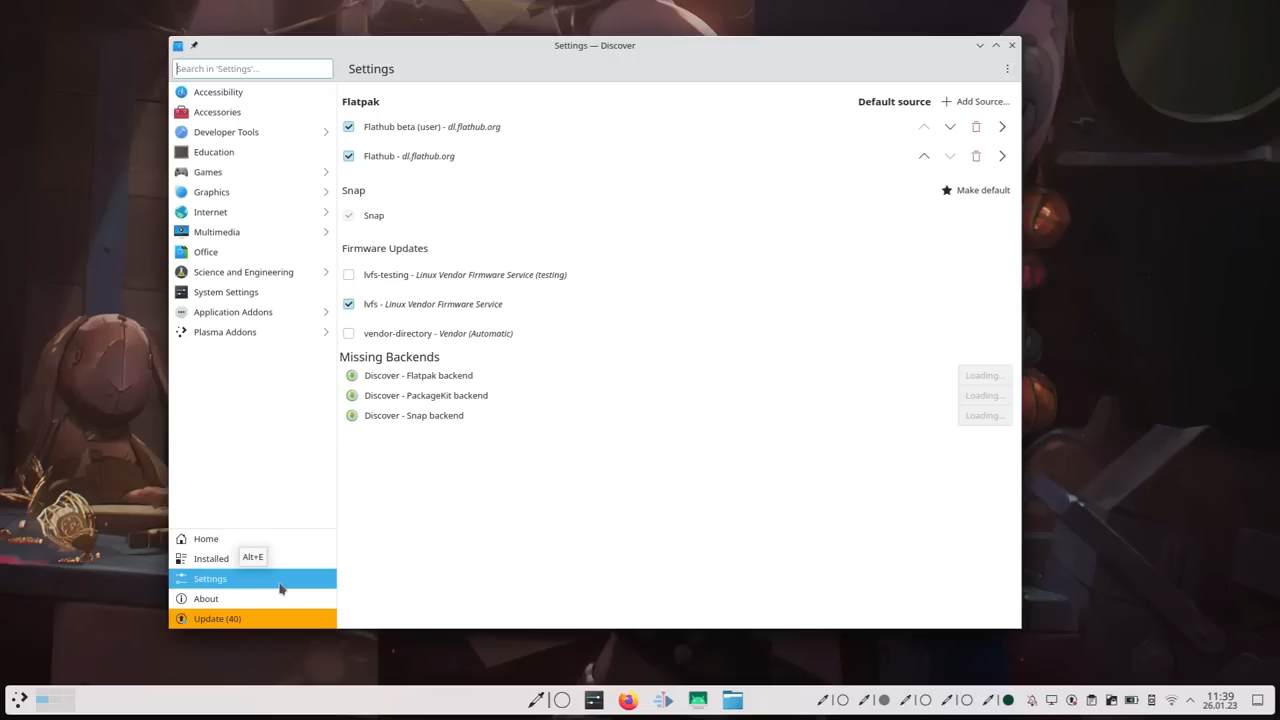 Settings — Discover
Search in 'Settings'...
Settings
Accessibility
Accessories
Developer Tools
Education
Games
Graphics
Internet
Multimedia
Office
Science and Engineering
System Settings
Application Addons
Plasma Addons
Home
Installed
Alt+E
Settings
About
Update (40)
Flatpak
Default source
Add Source...
Flathub beta (user) - dl.flathub.org
Flathub - dl.flathub.org
Snap
Make default
Snap
Firmware Updates
lvfs-testing - Linux Vendor Firmware Service (testing)
lvfs - Linux Vendor Firmware Service
vendor-directory - Vendor (Automatic)
Missing Backends
Discover - Flatpak backend
Loading...
Discover - PackageKit backend
Loading...
Discover - Snap backend
Loading...
11:39
26.01.23